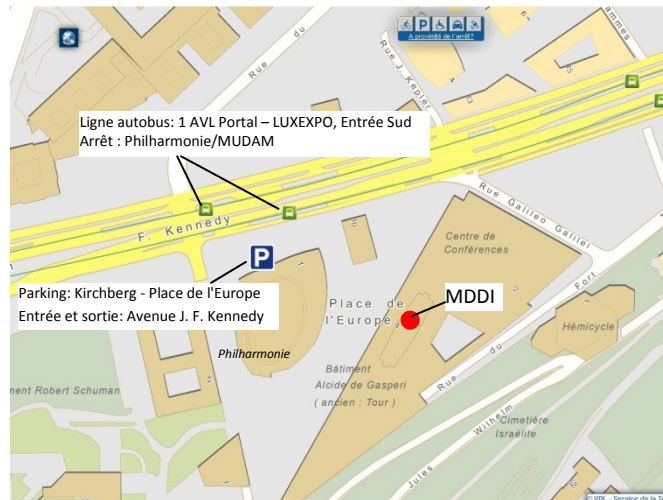 A proximité de l'arrêt?
Rue du
Rue J. Kepler
Ligne autobus: 1 AVL Portal – LUXEXPO, Entrée Sud
Arrêt : Philharmonie/MUDAM
F. Kennedy
Rue Galileo Galilei
Centre de
Conférences
P
Parking: Kirchberg - Place de l'Europe
Entrée et sortie: Avenue J. F. Kennedy
Place de
l'Europe
MDDI
Philharmonie
Hémicycle
Bâtiment
Alcide de Gasperi
( ancien : Tour )
Rue du Fort
ent Robert Schuman
Cimetière
Israélite
Jules Wilhelm